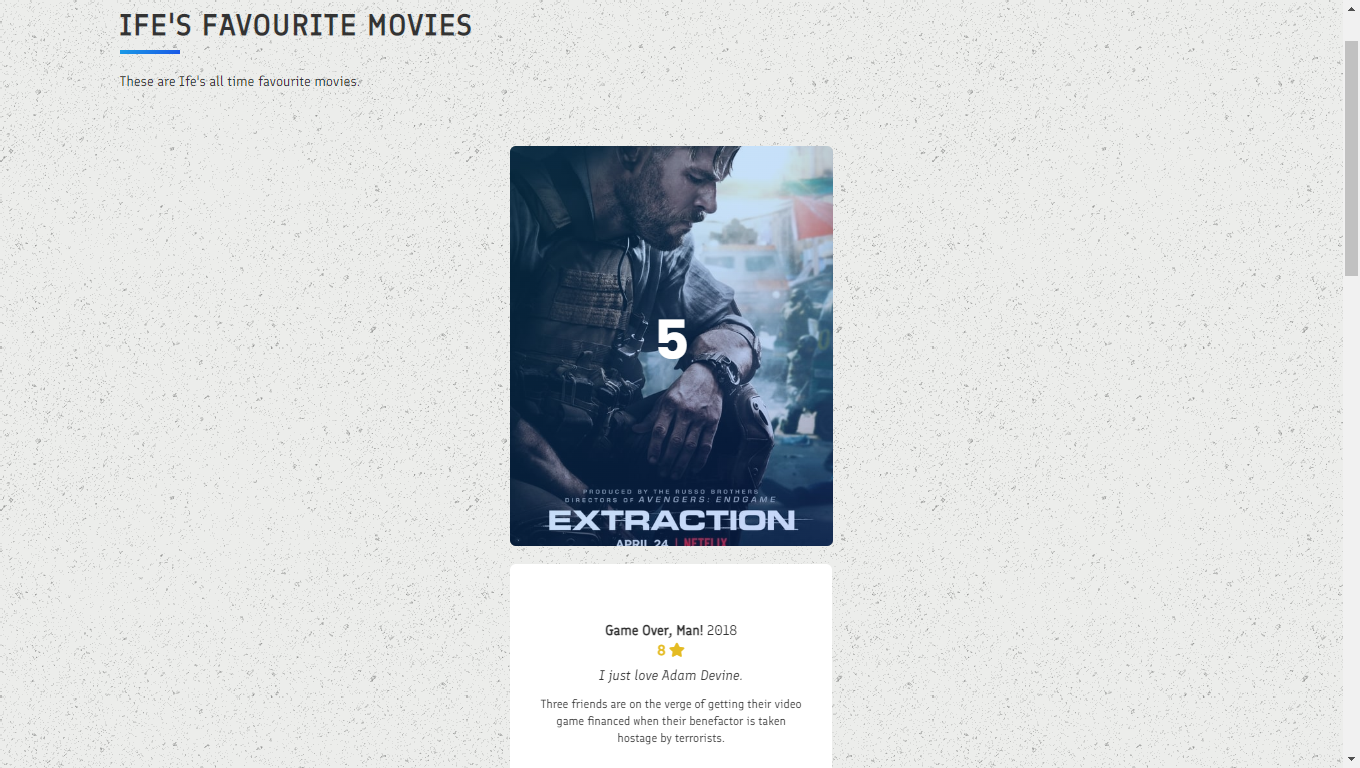 IFE'S FAVOURITE MOVIES
These are Ife's all time favourite movies.
5
PRODUCED BY THE RUSSO BROTHERS
DIRECTORS OF AVENGERS: ENDGAME
EXTRACTION
APRIL 24 | NETFLIX
Game Over, Man! 2018
8
I just love Adam Devine.
Three friends are on the verge of getting their video
game financed when their benefactor is taken
hostage by terrorists.